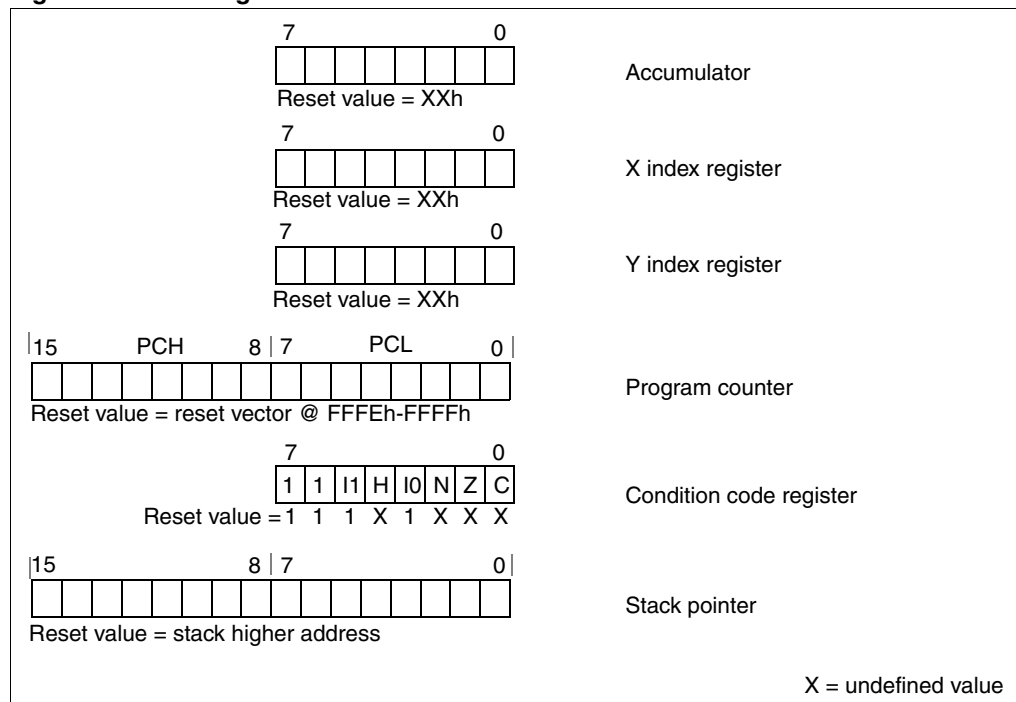 7 0
Accumulator
Reset value = XXh
7 0
X index register
Reset value = XXh
7 0
Y index register
Reset value = XXh
15 PCH 8 7 PCL 0
Program counter
Reset value = reset vector @ FFFEh-FFFFh
7 0
1 1 I1 H I0 N Z C
Condition code register
Reset value = 1 1 1 X 1 X X X
15 8 7 0
Stack pointer
Reset value = stack higher address
X = undefined value